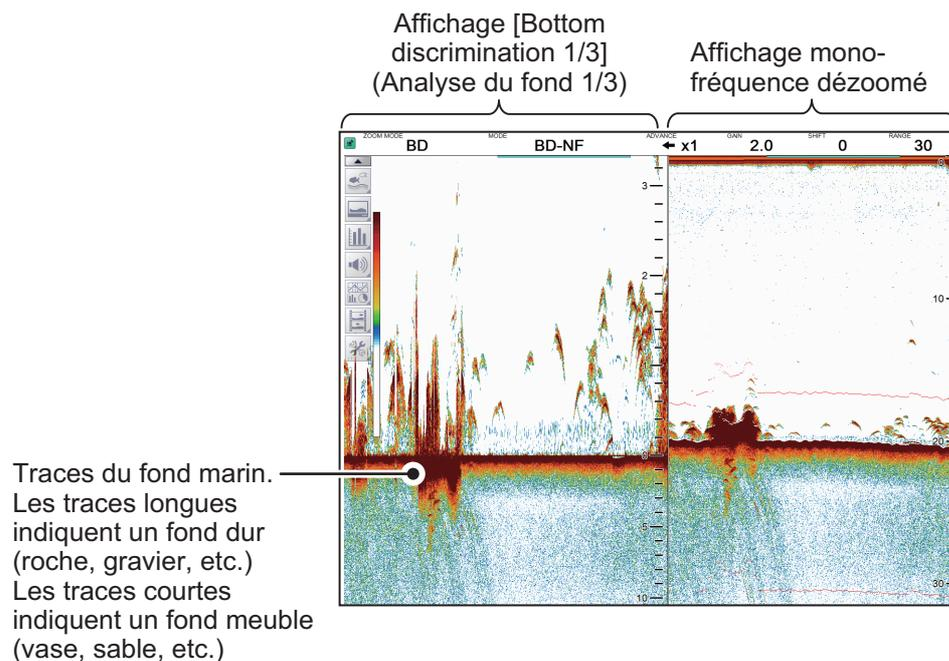 Affichage [Bottom
discrimination 1/3]
(Analyse du fond 1/3)
Affichage mono-
fréquence dézoomé
ZOOM MODE
BD
MODE
BD-NF
ADVANCE
x1
GAIN
2.0
SHIFT
0
RANGE
30
0
3
2
10
0
20
5
10
30
Traces du fond marin.
Les traces longues
indiquent un fond dur
(roche, gravier, etc.)
Les traces courtes
indiquent un fond meuble
(vase, sable, etc.)